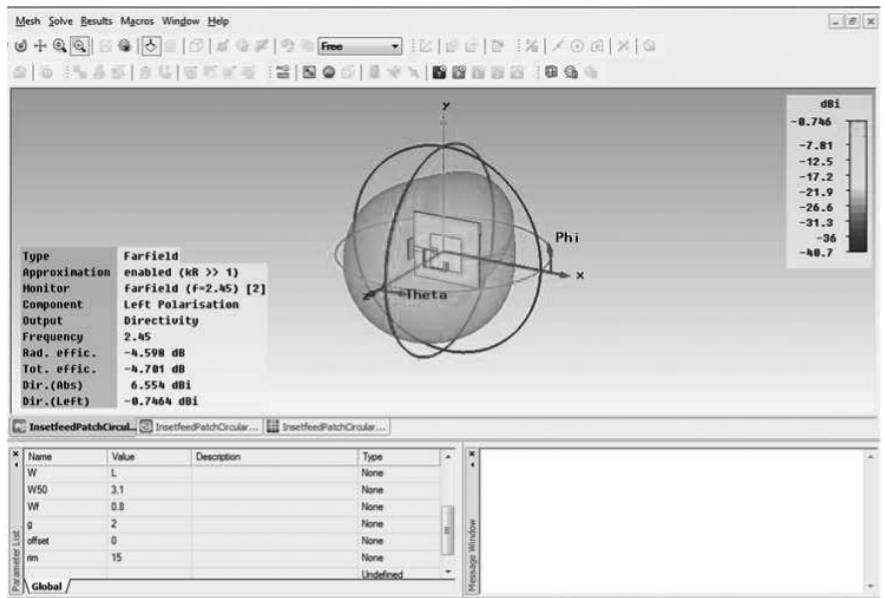 Mesh Solve Results Macros Window Help
Free
y
dBi
-0.746
-7.81
-12.5
-17.2
-21.9
-26.6
-31.3
-36
-40.7
Phi
x
z
Theta
Type Farfield
Approximation enabled (kR >> 1)
Monitor farfield (f=2.45) [2]
Component Left Polarisation
Output Directivity
Frequency 2.45
Rad. effic. -4.598 dB
Tot. effic. -4.701 dB
Dir.(Abs) 6.554 dBi
Dir.(Left) -0.7464 dBi
InsetfeedPatchCircul... InsetfeedPatchCircular... InsetfeedPatchCircular...
Name Value Description Type
W L None
W50 3.1 None
Wf 0.8 None
g 2 None
offset 0 None
rim 15 None
Undefined
Global
Parameter List
Message Window